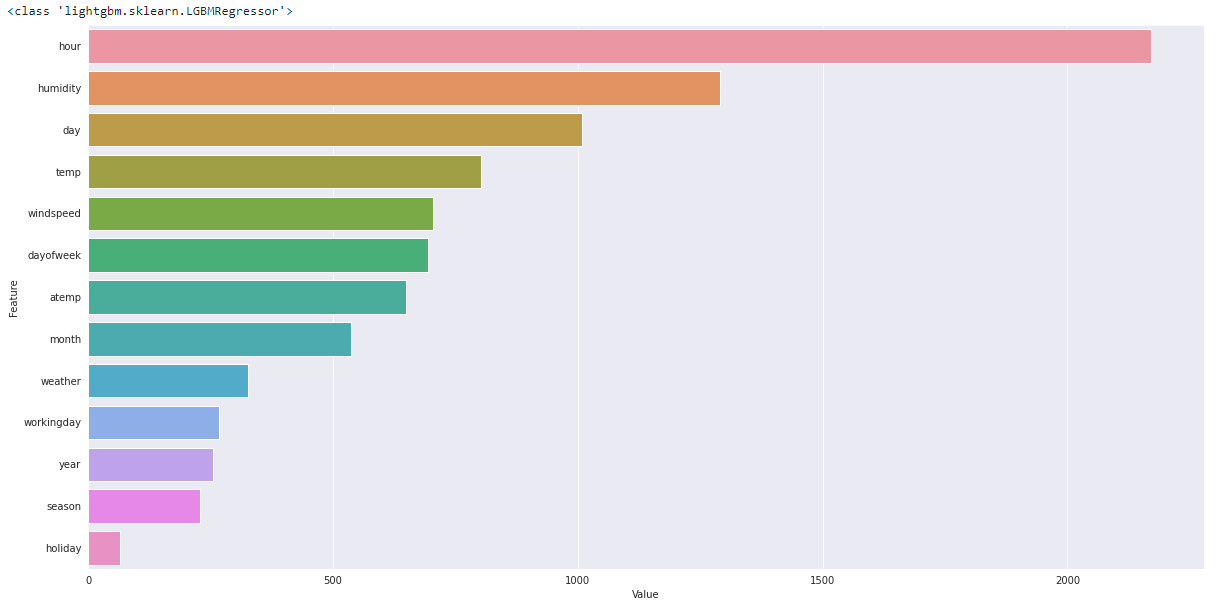 <class 'lightgbm.sklearn.LGBMRegressor'>
hour
humidity
day
temp
windspeed
dayofweek
Feature
atemp
month
weather
workingday
year
season
holiday
0 500 1000 1500 2000
Value